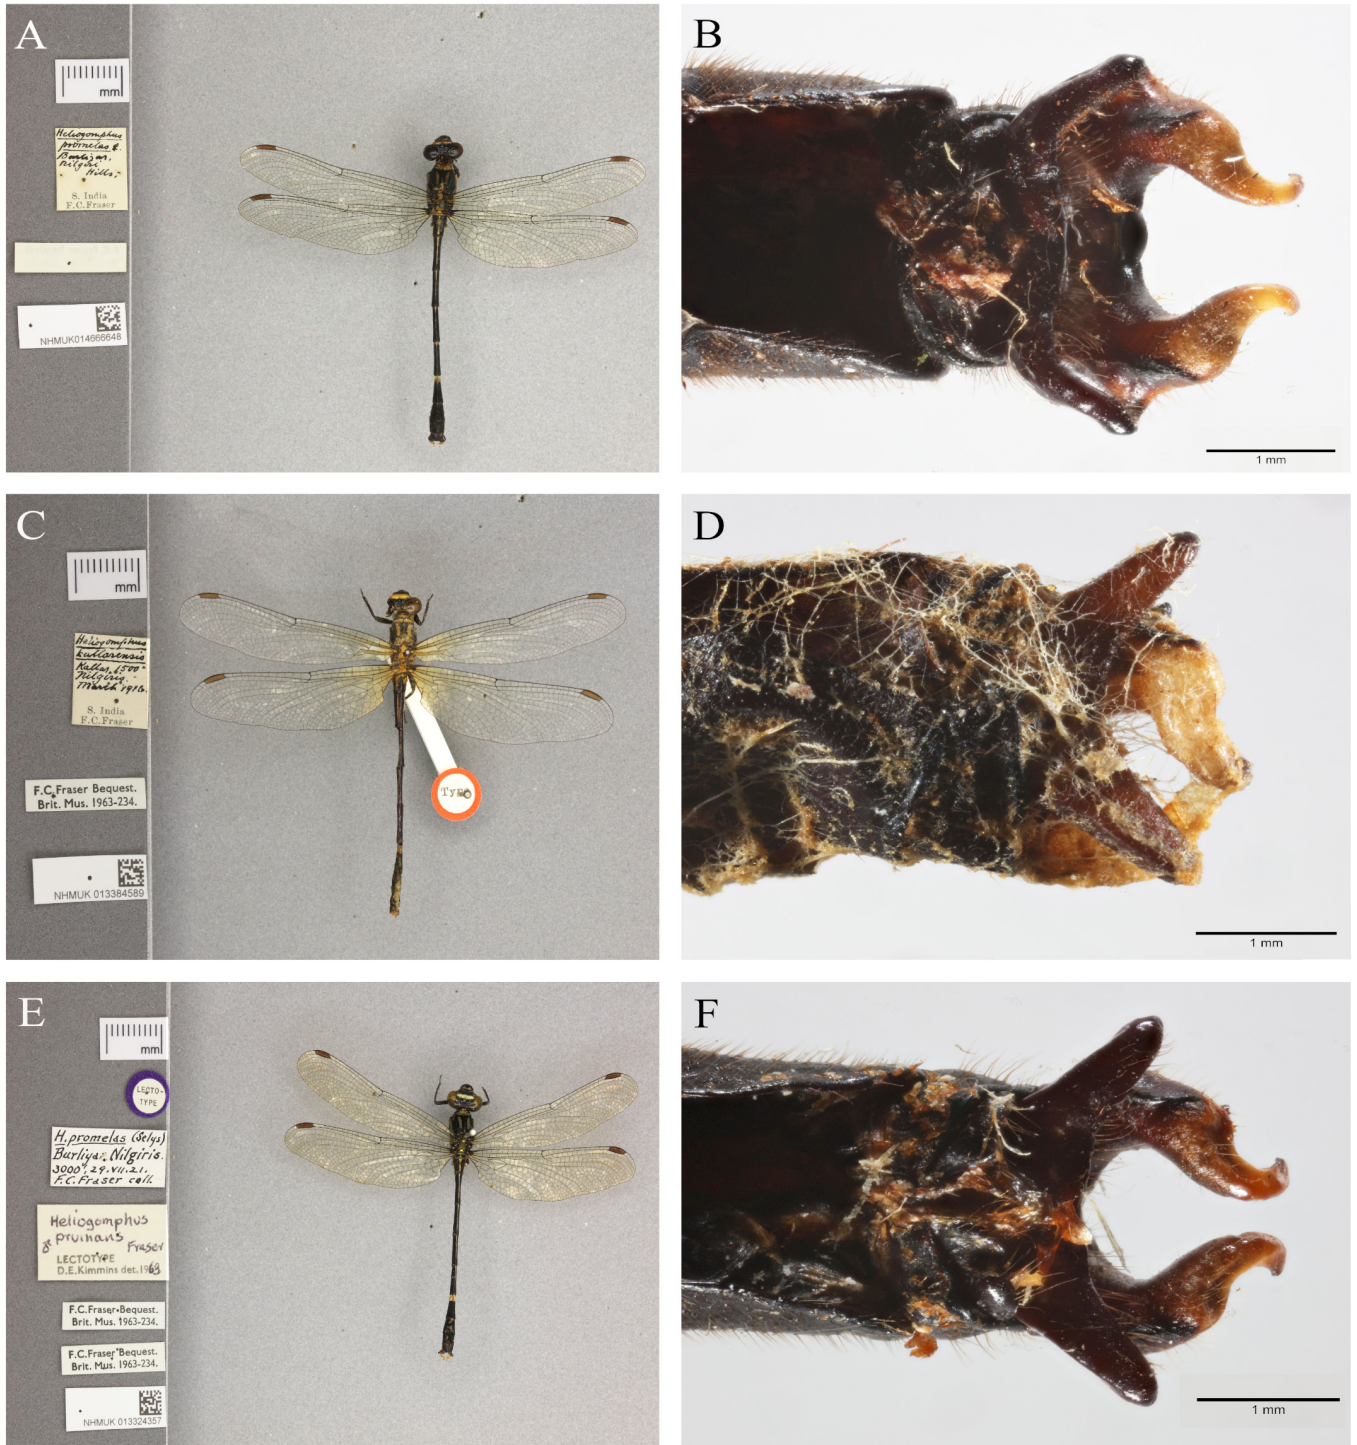 A
mm
Heliogomphus
promelas ♂.
Burliyar,
Nilgiri
Hills,
S. India
F.C.Fraser
NHMUK014666648
B
1 mm
C
mm
Heliogomphus
kallarensis
Kallar, 1500'
Nilgiris.
March 1916.
S. India
F.C.Fraser
F.C.Fraser Bequest.
Brit. Mus. 1963-234.
NHMUK 013384589
Type
D
1 mm
E
mm
LECTO-
TYPE
H. promelas (Selys)
Burliyar Nilgiris.
3000', 29.VII.21.
F.C. Fraser coll.
Heliogomphus
pruinans
♂ Fraser
LECTOTYPE
D.E.Kimmins det. 1969
F.C.Fraser Bequest.
Brit. Mus. 1963-234.
F.C.Fraser Bequest.
Brit. Mus. 1963-234.
NHMUK 013324357
F
1 mm